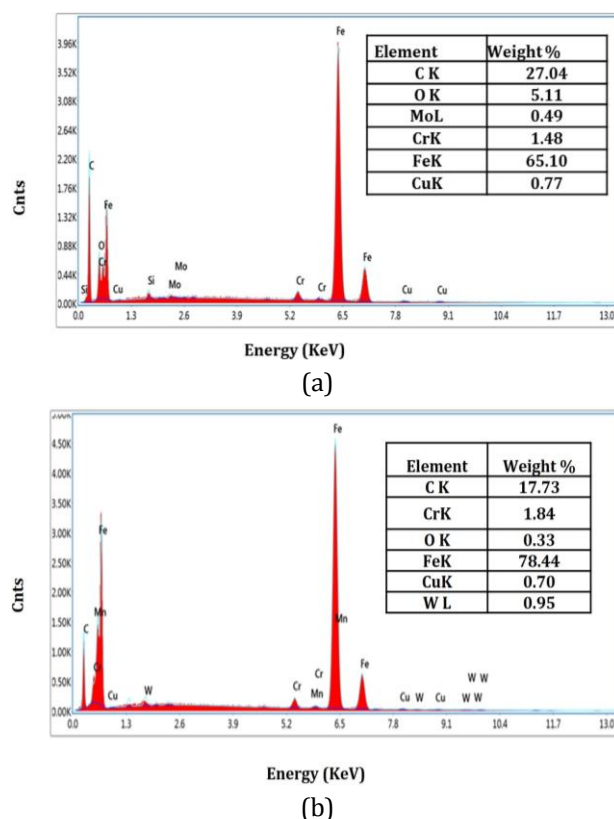 Fe
3.96K
3.52K
3.08K
2.64K
2.20K
1.76K
1.32K
0.88K
0.44K
0.00K
Cnts
C
Fe
O
Cr
Si
Cu
Si
Mo
Mo
Cr
Cr
Fe
Cu
Cu
0.0 1.3 2.6 3.9 5.2 6.5 7.8 9.1 10.4 11.7 13.0
Energy (KeV)
Element Weight %
C K 27.04
O K 5.11
MoL 0.49
CrK 1.48
FeK 65.10
CuK 0.77
(a)
Fe
4.50K
4.00K
3.50K
3.00K
2.50K
2.00K
1.50K
1.00K
0.50K
0.00K
Cnts
Fe
Mn
C
Cu
W
Cr
Cr
Mn
Mn
Fe
Cu
W
Cu
W W
W W
0.0 1.3 2.6 3.9 5.2 6.5 7.8 9.1 10.4 11.7 13.0
Energy (KeV)
Element Weight %
C K 17.73
CrK 1.84
O K 0.33
FeK 78.44
CuK 0.70
W L 0.95
(b)